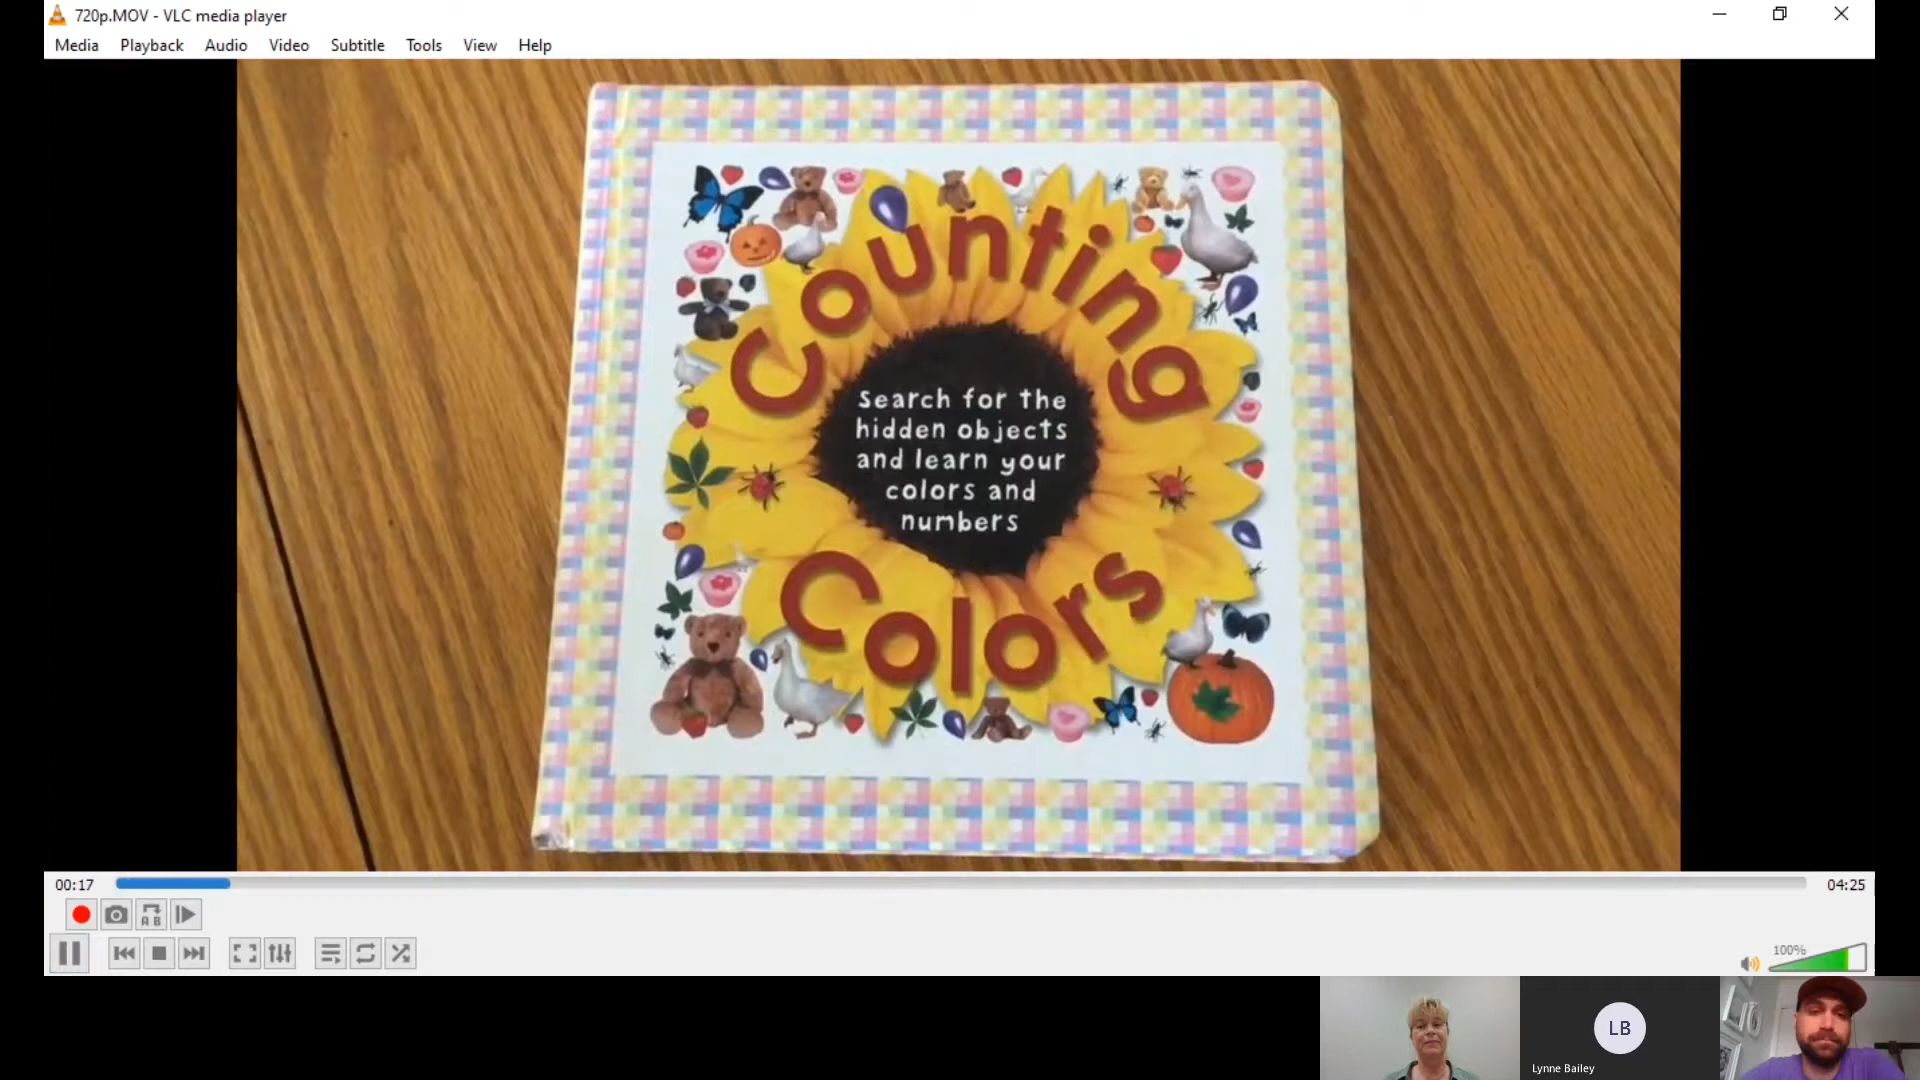 720p.MOV - VLC media player
Media Playback Audio Video Subtitle Tools View Help
Counting
search for the
hidden objects
and learn your
colors and
numbers
Colors
00:17
04:25
A B
100%
LB
Lynne Bailey